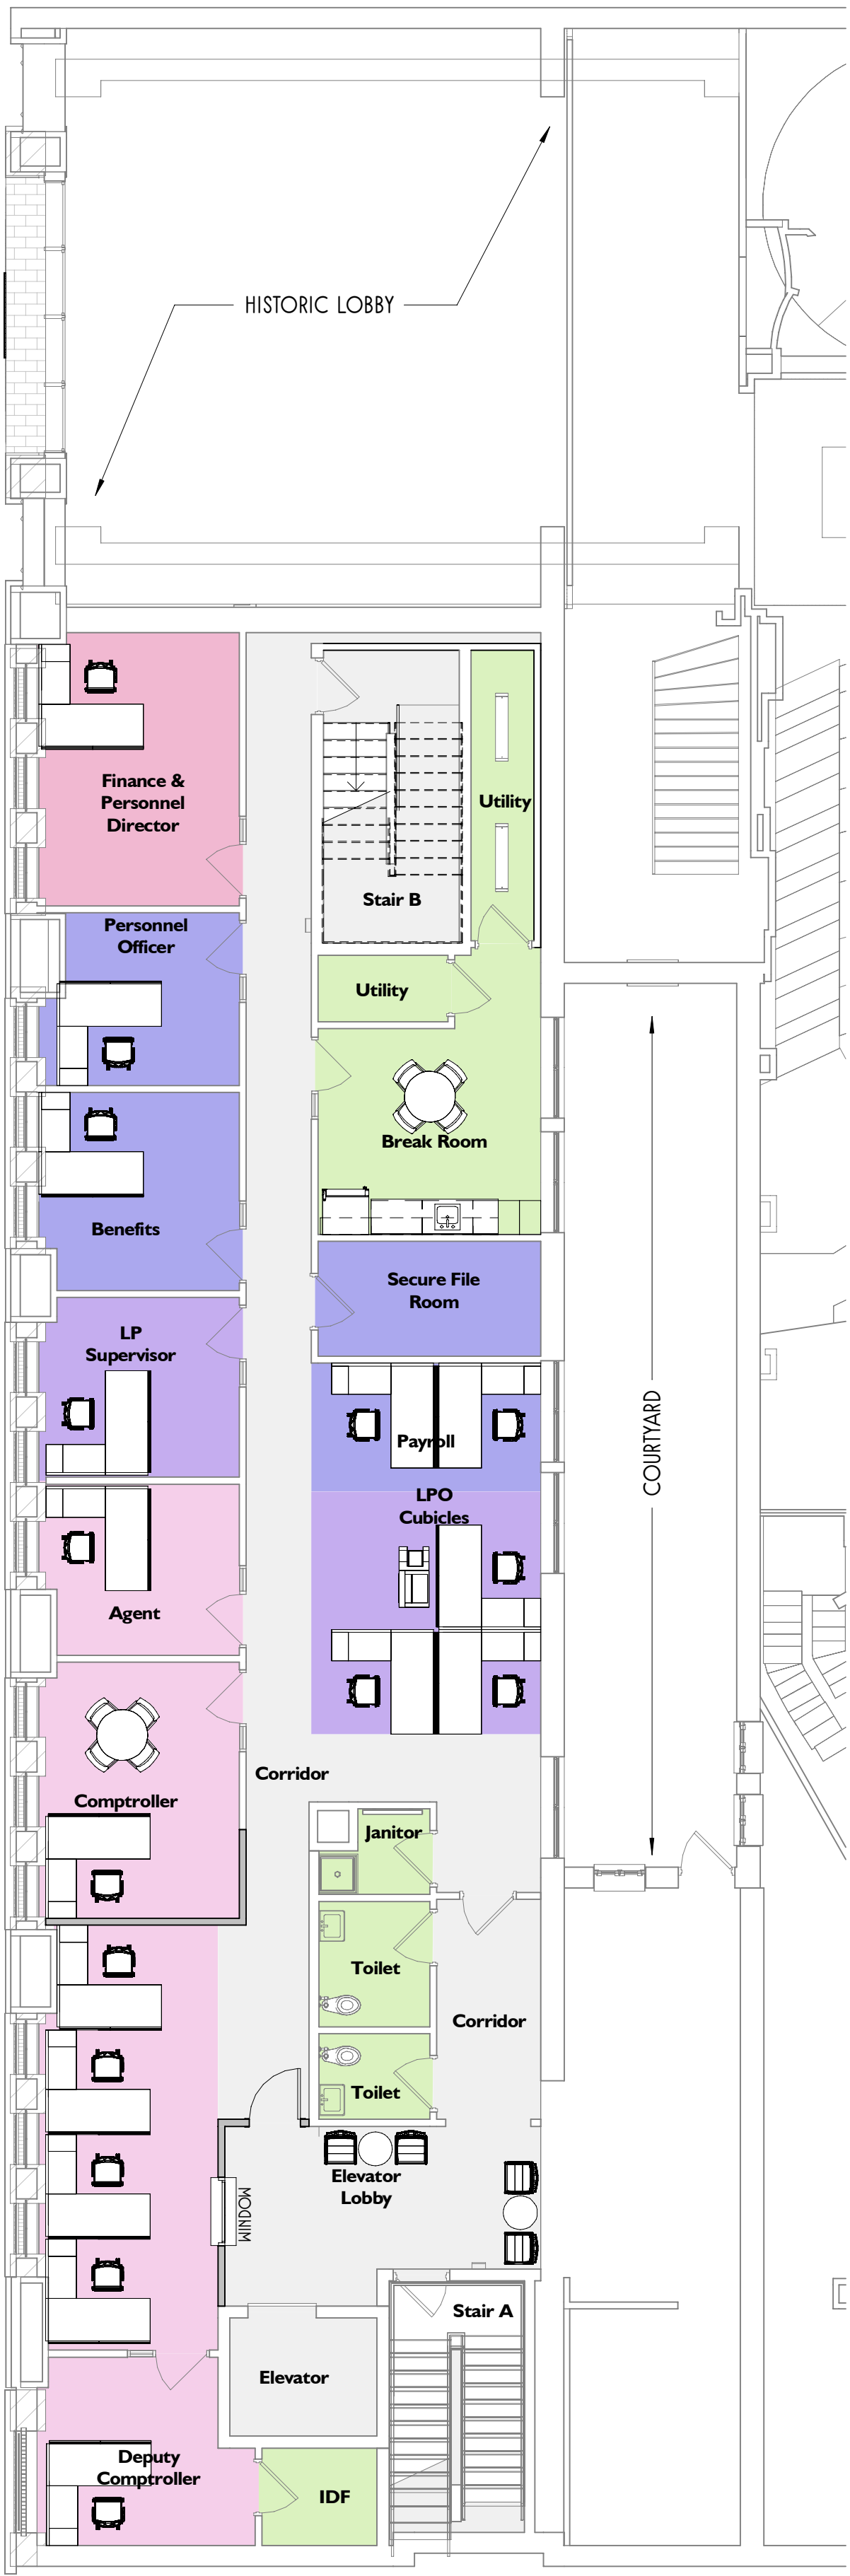 HISTORIC LOBBY
Finance &
Personnel
Director
Utility
Stair B
Personnel
Officer
Utility
Break Room
Benefits
Secure File
Room
LP
Supervisor
COURTYARD
Payroll
LPO
Cubicles
Agent
Corridor
Comptroller
Janitor
Toilet
Corridor
Toilet
Elevator
Lobby
WINDOW
Stair A
Elevator
Deputy
Comptroller
IDF